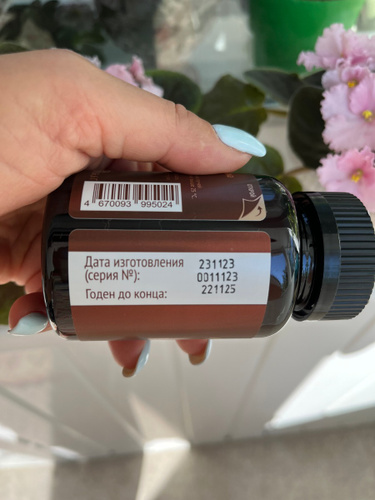 4 670093 995024
Дата изготовления 231123
(серия №): 0011123
Годен до конца: 221125